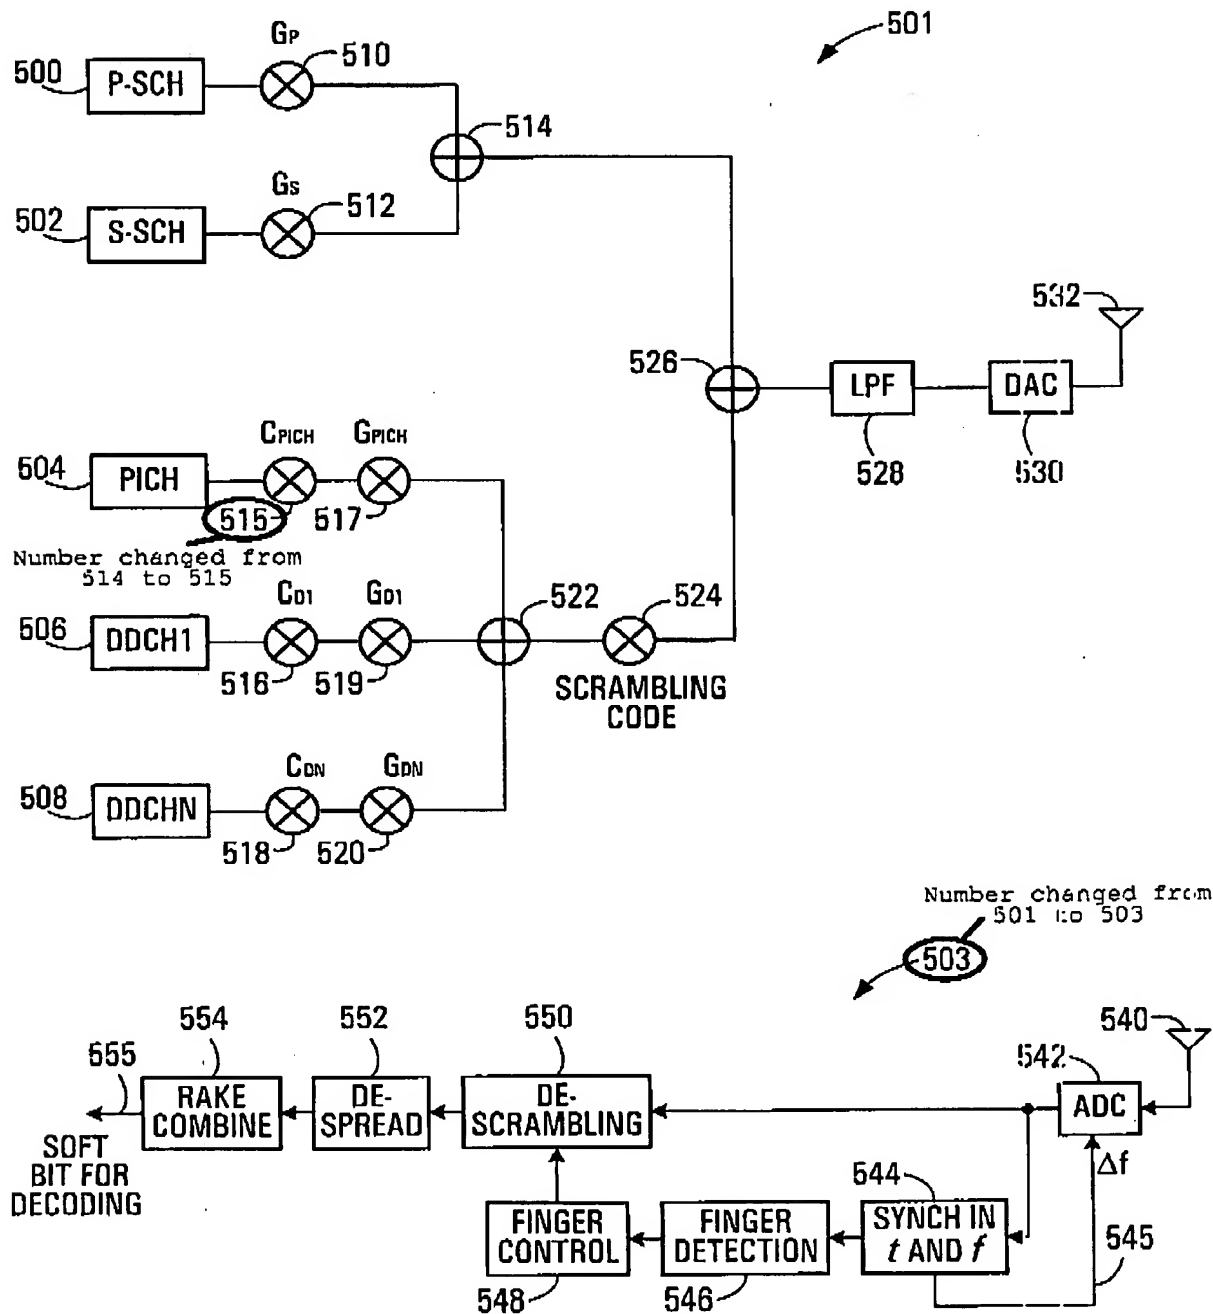 501
GP
500
P-SCH
510
514
GS
502
S-SCH
512
532
526
LPF
DAC
528
530
CPICH
GPICH
504
PICH
515
517
Number changed from
514 to 515
CD1
GD1
522
524
506
DDCH1
516
519
SCRAMBLING
CODE
CDN
GDN
508
DDCHN
518
520
Number changed from
501 to 503
503
554
552
550
540
542
555
RAKE
COMBINE
DE-
SPREAD
DE-
SCRAMBLING
ADC
SOFT
BIT FOR
DECODING
Δf
544
FINGER
CONTROL
FINGER
DETECTION
SYNCH IN
t AND f
545
548
546